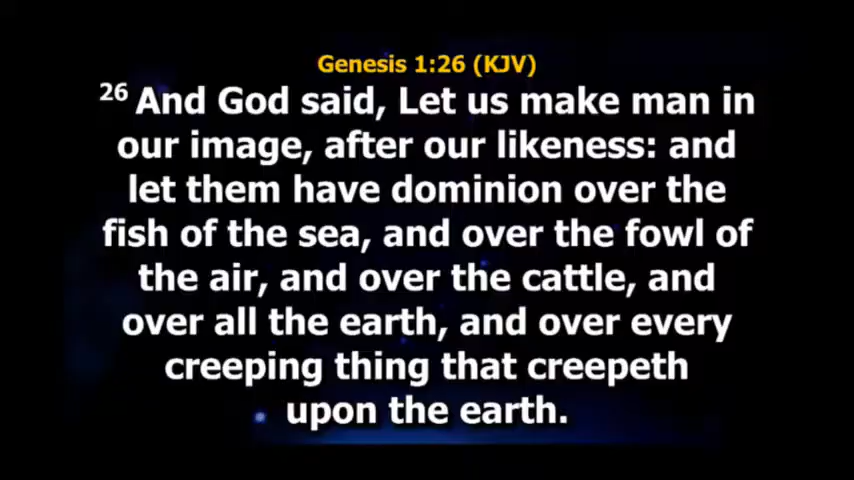 Genesis 1:26 (KJV)
26 And God said, Let us make man in
our image, after our likeness: and
let them have dominion over the
fish of the sea, and over the fowl of
the air, and over the cattle, and
over all the earth, and over every
creeping thing that creepeth
upon the earth.